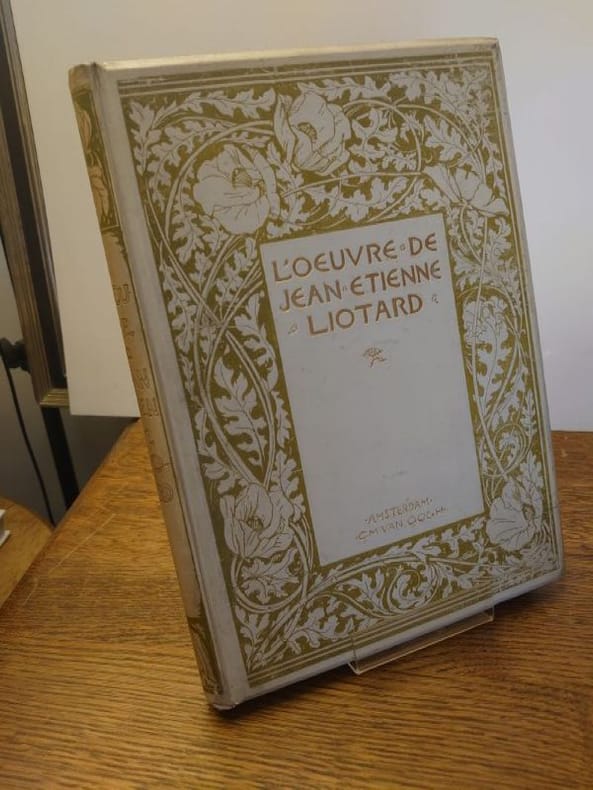 L'OEUVRE DE
JEAN ETIENNE
LIOTARD
AMSTERDAM
C.M. VAN GOGH